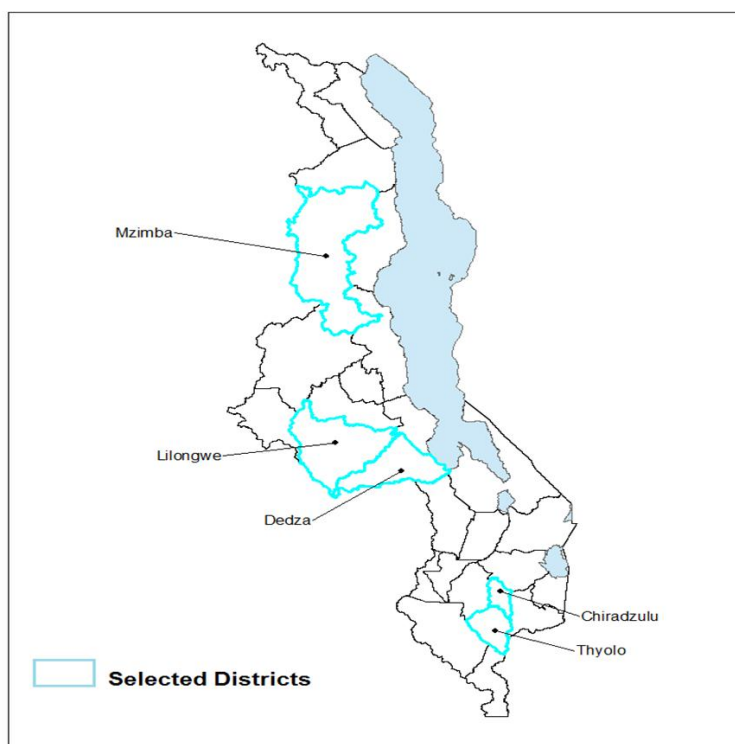 Mzimba
Lilongwe
Dedza
Chiradzulu
Thyolo
Selected Districts